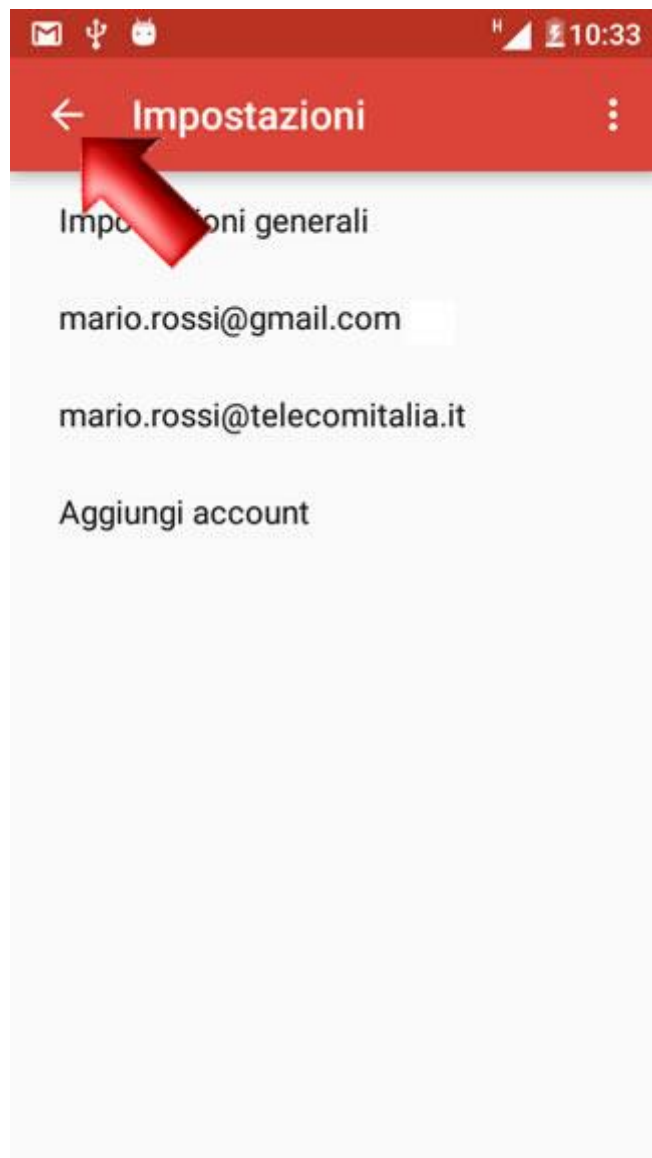 H 10:33
Impostazioni
generali
mario.rossi@gmail.com
mario.rossi@telecomitalia.it
Aggiungi account